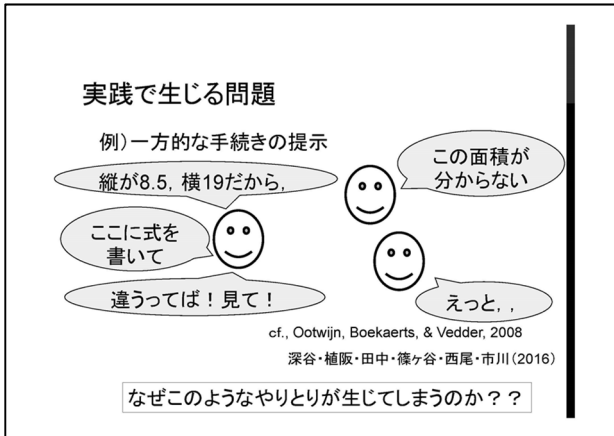 実践で生じる問題
例）一方的な手続きの提示
縦が8.5，横19だから，
この面積が
分からない
ここに式を
書いて
違うってば！見て！
えっと，，
cf., Ootwijn, Boekaerts, & Vedder, 2008
深谷・植阪・田中・篠ヶ谷・西尾・市川（2016）
なぜこのようなやりとりが生じてしまうのか？？